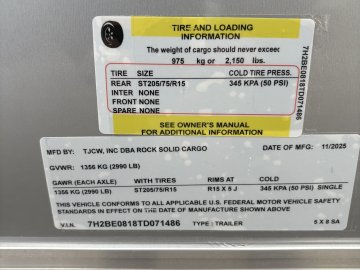 TIRE AND LOADING
INFORMATION
The weight of cargo should never exceed
975 kg or 2,150 lbs.
TIRE SIZE COLD TIRE PRESS.
REAR ST205/75/R15 345 KPA (50 PSI)
INTER NONE
FRONT NONE
SPARE NONE
SEE OWNER'S MANUAL
FOR ADDITIONAL INFORMATION
7H2BE0818TD071486
MFD BY: TJCW, INC DBA ROCK SOLID CARGO DATE OF MFG: 11/2025
GVWR: 1356 KG (2990 LB)
GAWR (EACH AXLE) WITH TIRES RIMS AT COLD
1356 KG (2990 LB) ST205/75/R15 R15 X 5 J 345 KPA (50 PSI) SINGLE
THIS VEHICLE CONFORMS TO ALL APPLICABLE U.S. FEDERAL MOTOR VEHICLE SAFETY
STANDARDS IN EFFECT ON THE DATE OF MANUFACTURE SHOWN ABOVE
V.I.N. 7H2BE0818TD071486 TYPE: TRAILER 5 X 8 SA